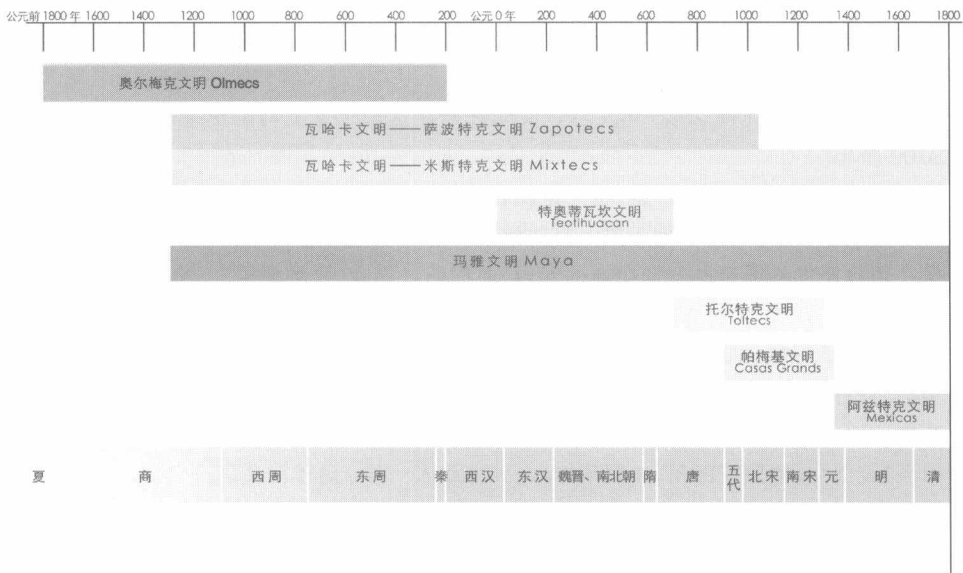 公元前 1800 年 1600 1400 1200 1000 800 600 400 200 公元 0 年 200 400 600 800 1000 1200 1400 1600 1800
奥尔梅克文明 Olmecs
瓦哈卡文明——萨波特克文明 Zapotecs
瓦哈卡文明——米斯特克文明 Mixtecs
特奥蒂瓦坎文明
Teotihuacan
玛雅文明 Maya
托尔特克文明
Toltecs
帕梅基文明
Casas Grands
阿兹特克文明
Mexicas
夏 商 西周 东周 秦 西汉 东汉 魏晋、南北朝 隋 唐 五代 北宋 南宋 元 明 清